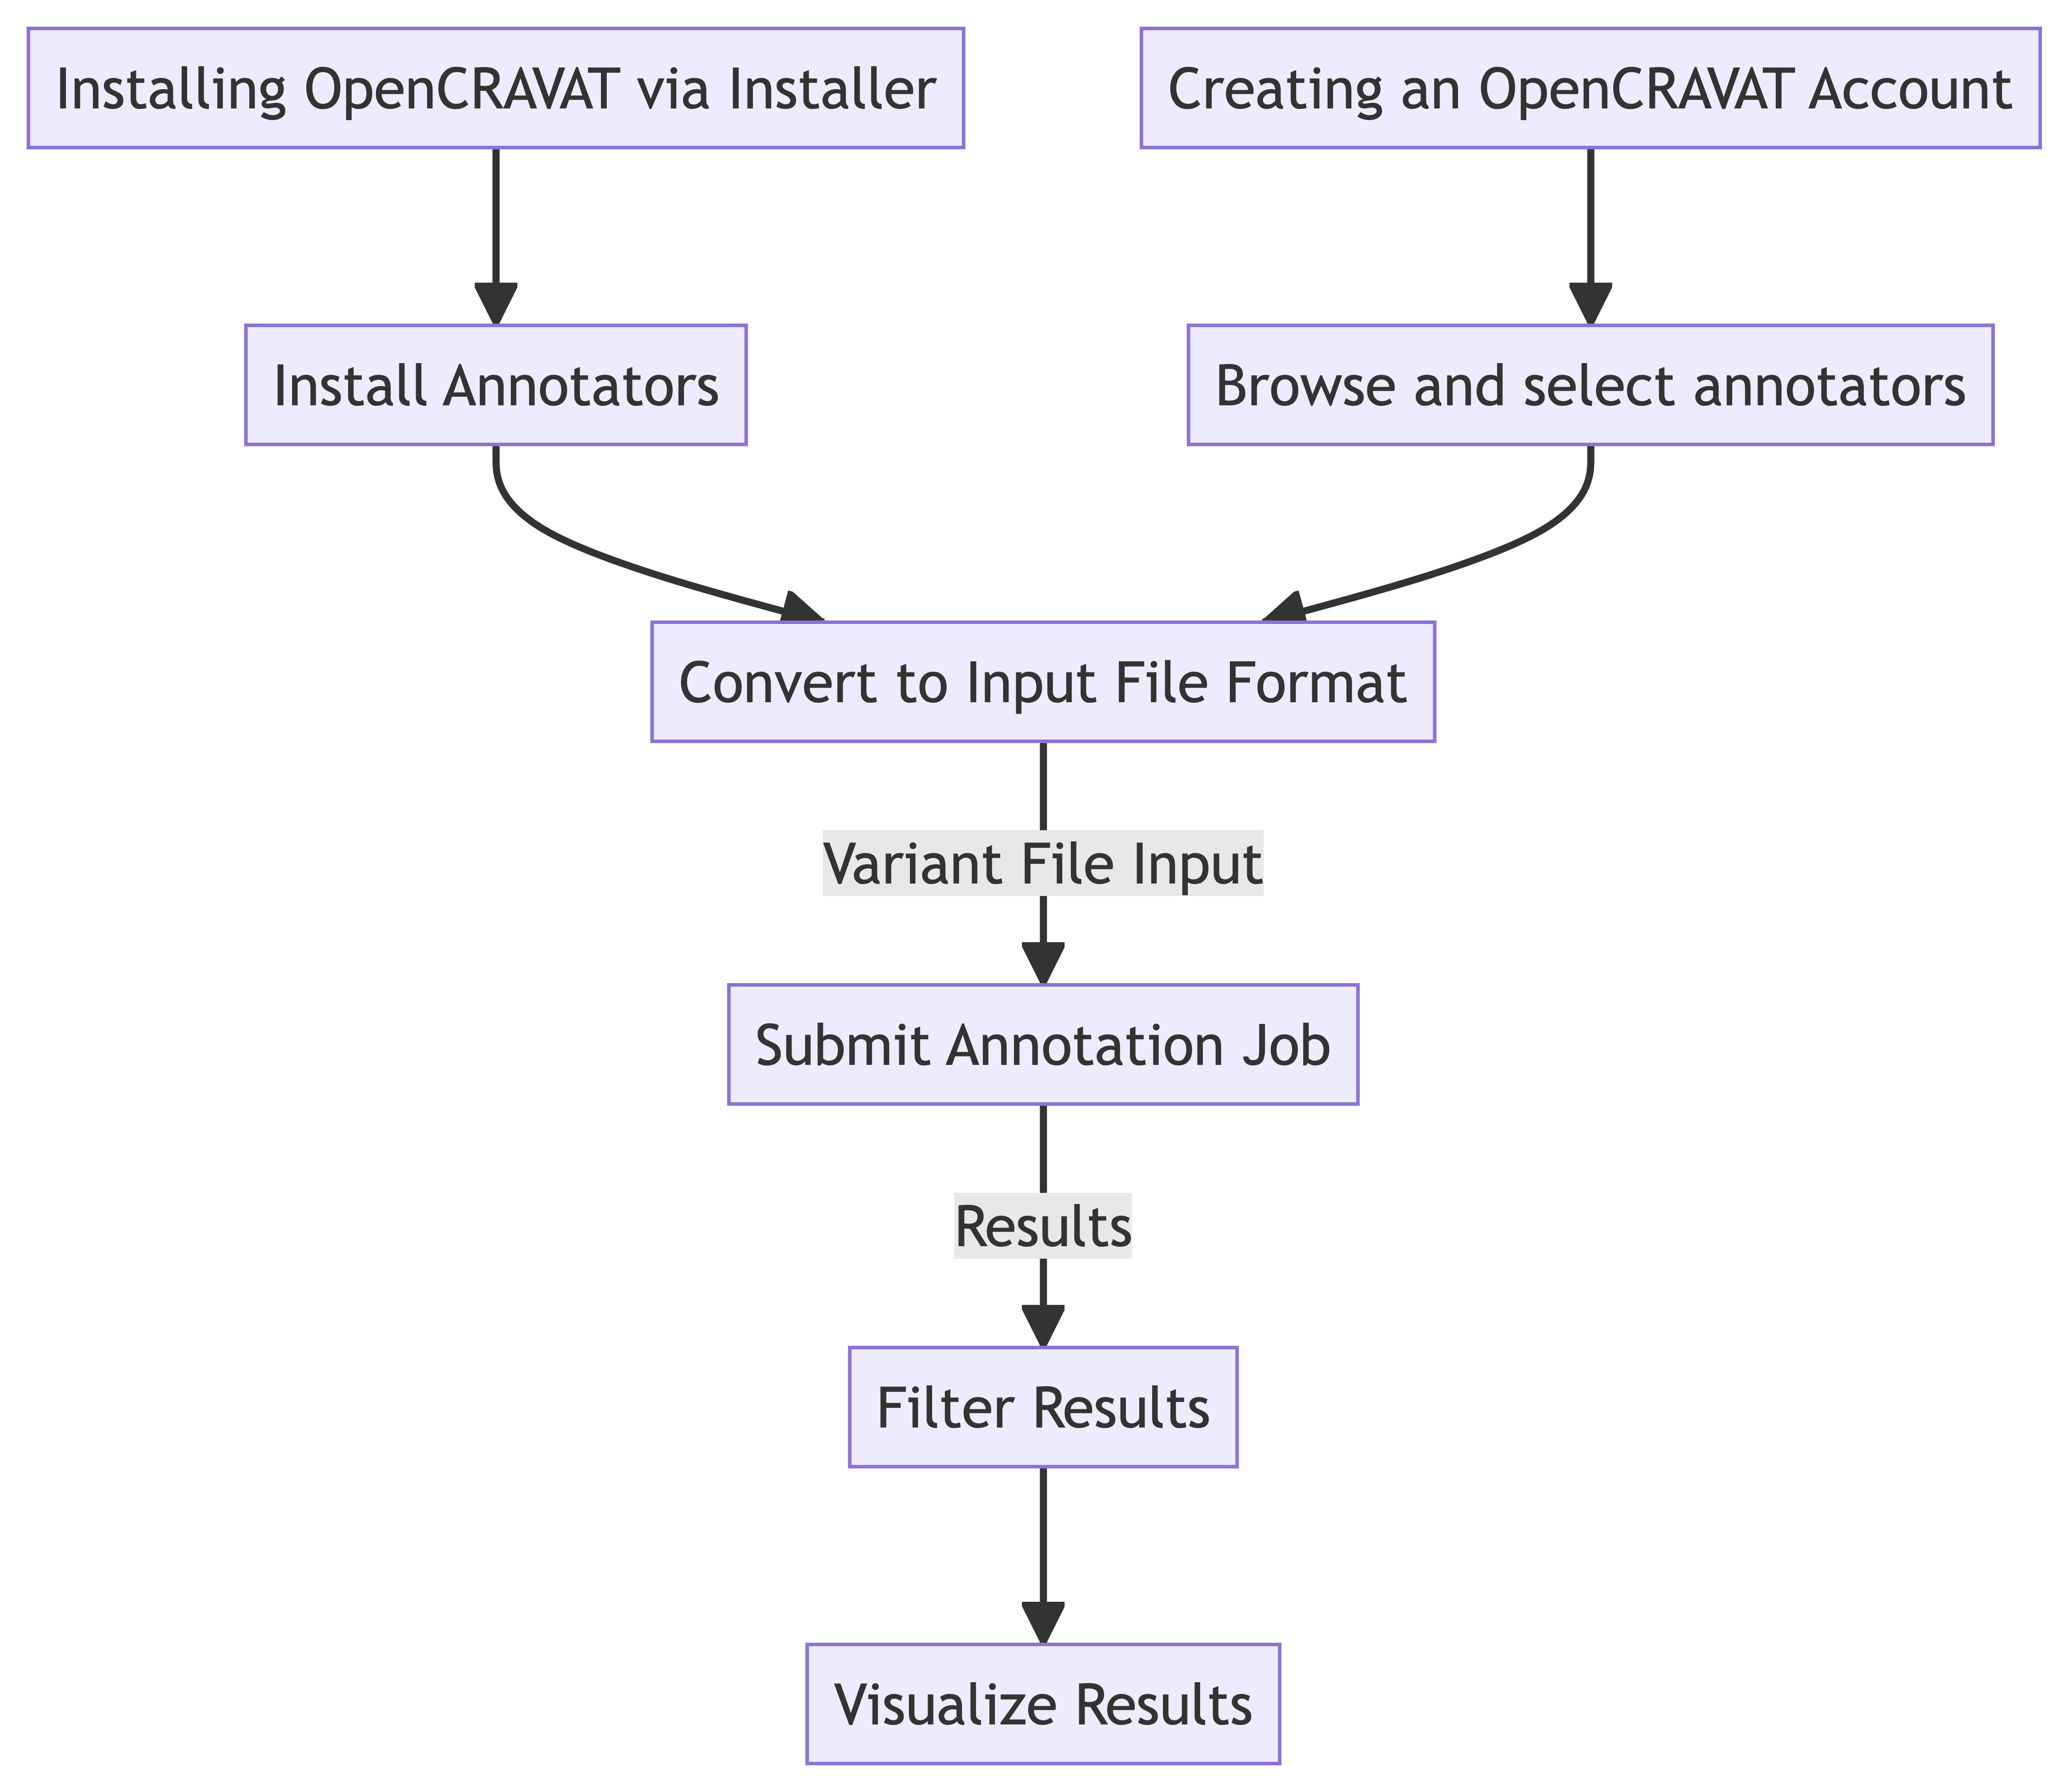 Installing OpenCRAVAT via Installer
Creating an OpenCRAVAT Account
Install Annotators
Browse and select annotators
Convert to Input File Format
Variant File Input
Submit Annotation Job
Results
Filter Results
Visualize Results